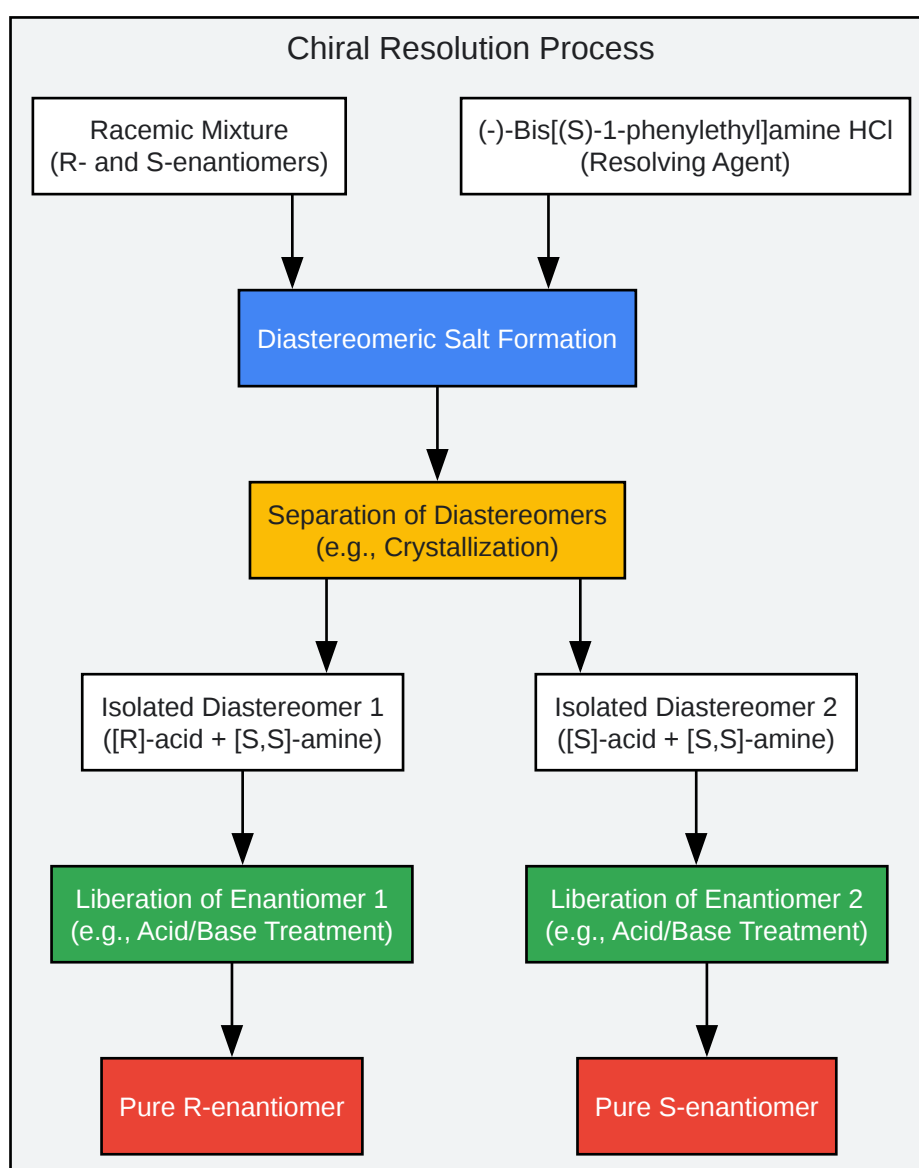 Chiral Resolution Process
Racemic Mixture
(R- and S-enantiomers)
(-)-Bis[(S)-1-phenylethyl]amine HCl
(Resolving Agent)
Diastereomeric Salt Formation
Separation of Diastereomers
(e.g., Crystallization)
Isolated Diastereomer 1
([R]-acid + [S,S]-amine)
Isolated Diastereomer 2
([S]-acid + [S,S]-amine)
Liberation of Enantiomer 1
(e.g., Acid/Base Treatment)
Liberation of Enantiomer 2
(e.g., Acid/Base Treatment)
Pure R-enantiomer
Pure S-enantiomer